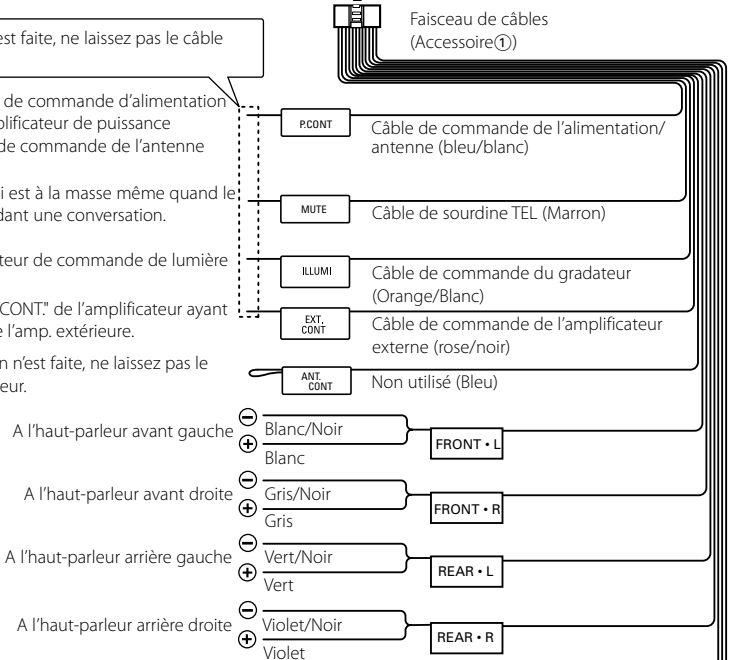 Faisceau de câbles
(Accessoire①)
est faite, ne laissez pas le câble
de commande d'alimentation
plificateur de puissance
de commande de l'antenne
P.CONT
Câble de commande de l'alimentation/
antenne (bleu/blanc)
i est à la masse même quand le
dant une conversation.
MUTE
Câble de sourdine TEL (Marron)
teur de commande de lumière
ILLUMI
Câble de commande du gradateur
(Orange/Blanc)
CONT." de l'amplificateur ayant
e l'amp. extérieure.
EXT.
CONT
Câble de commande de l'amplificateur
externe (rose/noir)
n n'est faite, ne laissez pas le
eur.
ANT.
CONT
Non utilisé (Bleu)
A l'haut-parleur avant gauche
⊖ Blanc/Noir
⊕ Blanc
FRONT • L
A l'haut-parleur avant droite
⊖ Gris/Noir
⊕ Gris
FRONT • R
A l'haut-parleur arrière gauche
⊖ Vert/Noir
⊕ Vert
REAR • L
A l'haut-parleur arrière droite
⊖ Violet/Noir
⊕ Violet
REAR • R